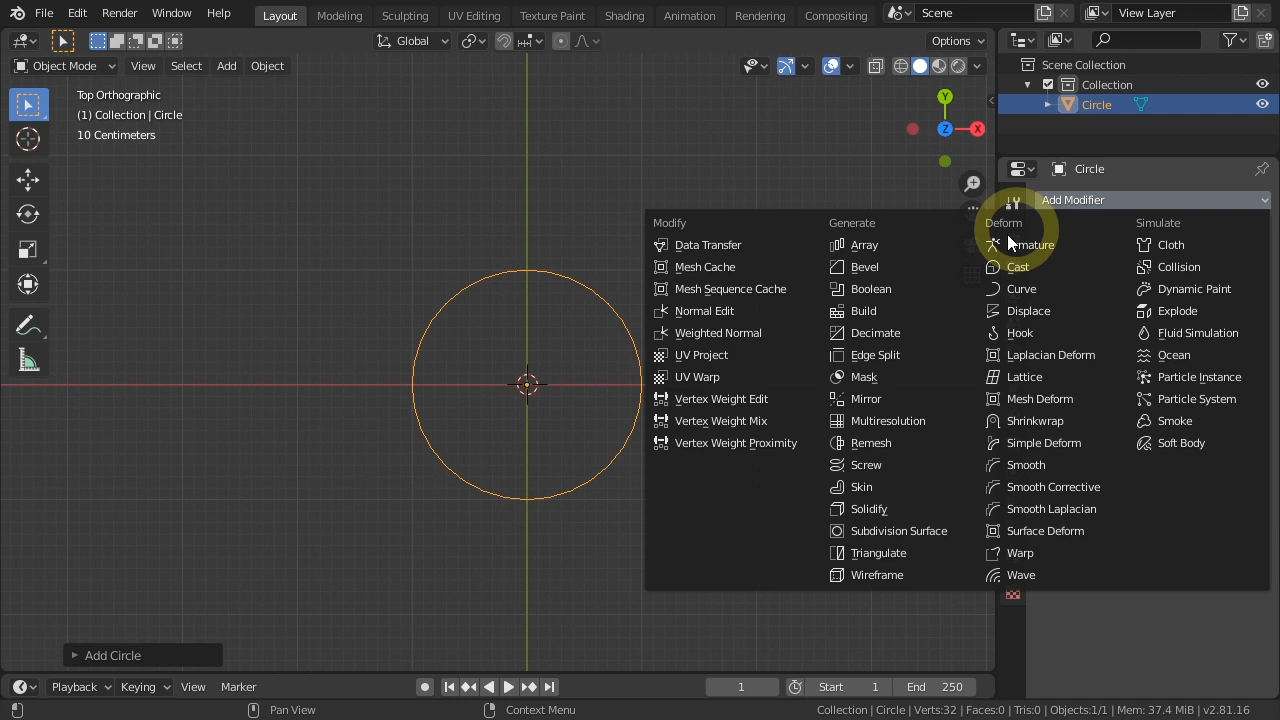 File Edit Render Window Help Layout Modeling Sculpting UV Editing Texture Paint Shading Animation Rendering Compositing Scene View Layer
Global Options
Object Mode View Select Add Object
Scene Collection
Collection
Circle
Top Orthographic
(1) Collection | Circle
10 Centimeters
Y
Z
X
Circle
Add Modifier
Modify
Data Transfer
Mesh Cache
Mesh Sequence Cache
Normal Edit
Weighted Normal
UV Project
UV Warp
Vertex Weight Edit
Vertex Weight Mix
Vertex Weight Proximity
Generate
Array
Bevel
Boolean
Build
Decimate
Edge Split
Mask
Mirror
Multiresolution
Remesh
Screw
Skin
Solidify
Subdivision Surface
Triangulate
Wireframe
Deform
Armature
Cast
Curve
Displace
Hook
Laplacian Deform
Lattice
Mesh Deform
Shrinkwrap
Simple Deform
Smooth
Smooth Corrective
Smooth Laplacian
Surface Deform
Warp
Wave
Simulate
Cloth
Collision
Dynamic Paint
Explode
Fluid Simulation
Ocean
Particle Instance
Particle System
Smoke
Soft Body
Add Circle
Playback Keying View Marker 1 Start 1 End 250
Pan View Context Menu Collection | Circle | Verts:32 | Faces:0 | Tris:0 | Objects:1/1 | Mem: 37.4 MiB | v2.81.16